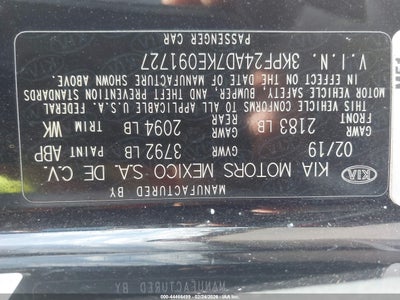 MANUFACTURED BY
KIA MOTORS MEXICO S.A. DE C.V.
KIA
02/19 GVWR 3792 LB PAINT ABP
GAWR FRONT 2183 LB GAWR REAR 2094 LB TRIM WK
THIS VEHICLE CONFORMS TO ALL APPLICABLE U.S.A. FEDERAL
MOTOR VEHICLE SAFETY, BUMPER, AND THEFT PREVENTION STANDARDS
IN EFFECT ON THE DATE OF MANUFACTURE SHOWN ABOVE.
V.I.N. 3KPF24AD7KE091727
PASSENGER CAR